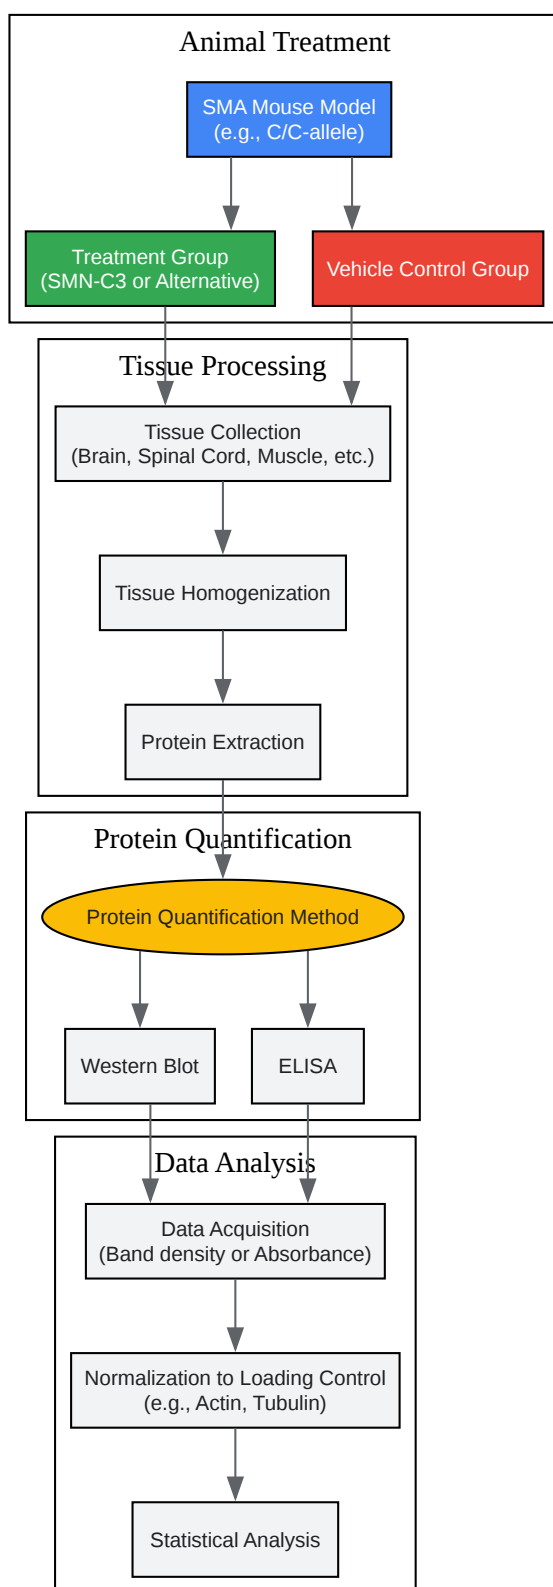 Animal Treatment
SMA Mouse Model
(e.g., C/C-allele)
Treatment Group
(SMN-C3 or Alternative)
Vehicle Control Group
Tissue Processing
Tissue Collection
(Brain, Spinal Cord, Muscle, etc.)
Tissue Homogenization
Protein Extraction
Protein Quantification
Protein Quantification Method
Western Blot
ELISA
Data Analysis
Data Acquisition
(Band density or Absorbance)
Normalization to Loading Control
(e.g., Actin, Tubulin)
Statistical Analysis